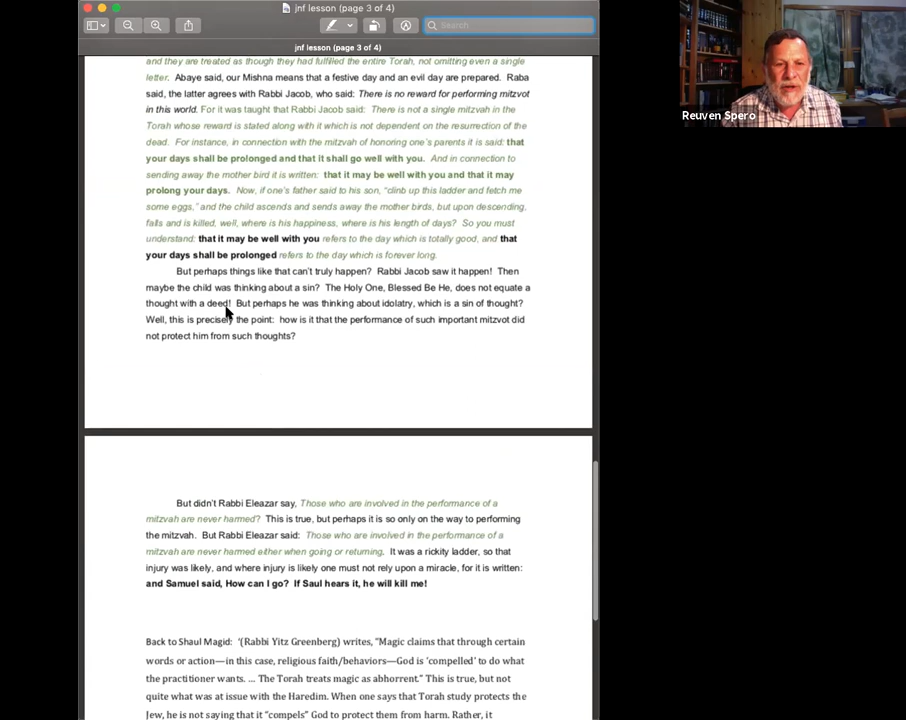 jnf lesson (page 3 of 4)
Search
jnf lesson (page 3 of 4)
and they are treated as though they had fulfilled the entire Torah, not omitting even a single
letter. Abaye said, our Mishna means that a festive day and an evil day are prepared. Raba
said, the latter agrees with Rabbi Jacob, who said: There is no reward for performing mitzvot
in this world. For it was taught that Rabbi Jacob said: There is not a single mitzvah in the
Torah whose reward is stated along with it which is not dependent on the resurrection of the
dead. For instance, in connection with the mitzvah of honoring one's parents it is said: that
your days shall be prolonged and that it shall go well with you. And in connection to
sending away the mother bird it is written: that it may be well with you and that it may
prolong your days. Now, if one's father said to his son, "climb up this ladder and fetch me
some eggs," and the child ascends and sends away the mother birds, but upon descending,
falls and is killed, well, where is his happiness, where is his length of days? So you must
understand: that it may be well with you refers to the day which is totally good, and that
your days shall be prolonged refers to the day which is forever long.
But perhaps things like that can't truly happen? Rabbi Jacob saw it happen! Then
maybe the child was thinking about a sin? The Holy One, Blessed Be He, does not equate a
thought with a deed! But perhaps he was thinking about idolatry, which is a sin of thought?
Well, this is precisely the point: how is it that the performance of such important mitzvot did
not protect him from such thoughts?
But didn't Rabbi Eleazar say, Those who are involved in the performance of a
mitzvah are never harmed? This is true, but perhaps it is so only on the way to performing
the mitzvah. But Rabbi Eleazar said: Those who are involved in the performance of a
mitzvah are never harmed either when going or returning. It was a rickity ladder, so that
injury was likely, and where injury is likely one must not rely upon a miracle, for it is written:
and Samuel said, How can I go? If Saul hears it, he will kill me!
Back to Shaul Magid: '(Rabbi Yitz Greenberg) writes, "Magic claims that through certain
words or action—in this case, religious faith/behaviors—God is 'compelled' to do what
the practitioner wants. ... The Torah treats magic as abhorrent." This is true, but not
quite what was at issue with the Haredim. When one says that Torah study protects the
Jew, he is not saying that it "compels" God to protect them from harm. Rather, it
Reuven Spero